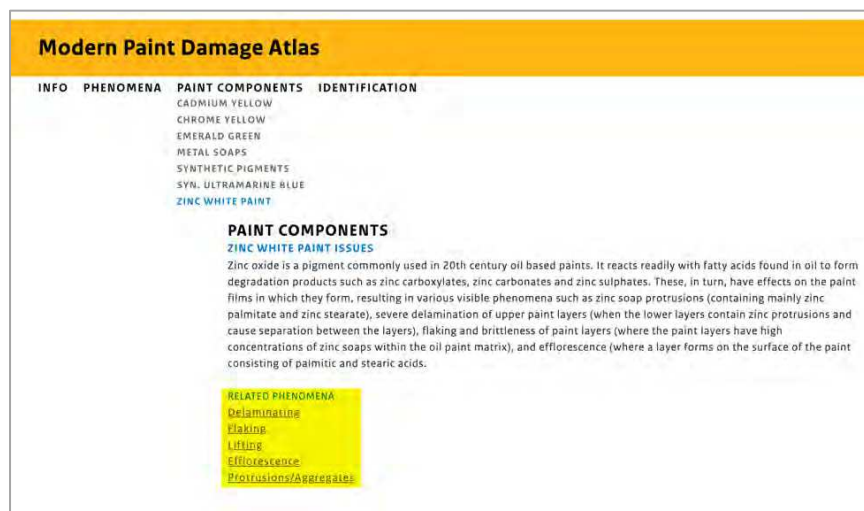 Modern Paint Damage Atlas
INFO PHENOMENA PAINT COMPONENTS IDENTIFICATION
CADMIUM YELLOW
CHROME YELLOW
EMERALD GREEN
METAL SOAPS
SYNTHETIC PIGMENTS
SYN. ULTRAMARINE BLUE
ZINC WHITE PAINT
PAINT COMPONENTS
ZINC WHITE PAINT ISSUES
Zinc oxide is a pigment commonly used in 20th century oil based paints. It reacts readily with fatty acids found in oil to form
degradation products such as zinc carboxylates, zinc carbonates and zinc sulphates. These, in turn, have effects on the paint
films in which they form, resulting in various visible phenomena such as zinc soap protrusions (containing mainly zinc
palmitate and zinc stearate), severe delamination of upper paint layers (when the lower layers contain zinc protrusions and
cause separation between the layers), flaking and brittleness of paint layers (where the paint layers have high
concentrations of zinc soaps within the oil paint matrix), and efflorescence (where a layer forms on the surface of the paint
consisting of palmitic and stearic acids.
RELATED PHENOMENA
Delaminating
Flaking
Lifting
Efflorescence
Protrusions/Aggregates